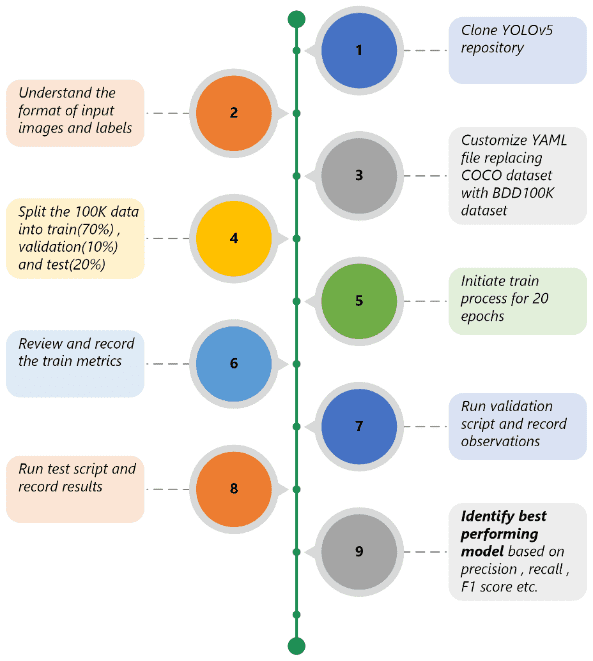 1
Clone YOLOv5
repository
2
Understand the
format of input
images and labels
3
Customize YAML
file replacing
COCO dataset
with BDD100K
dataset
4
Split the 100K data
into train(70%) ,
validation(10%)
and test(20%)
5
Initiate train
process for 20
epochs
6
Review and record
the train metrics
7
Run validation
script and record
observations
8
Run test script and
record results
9
Identify best
performing
model based on
precision , recall ,
F1 score etc.